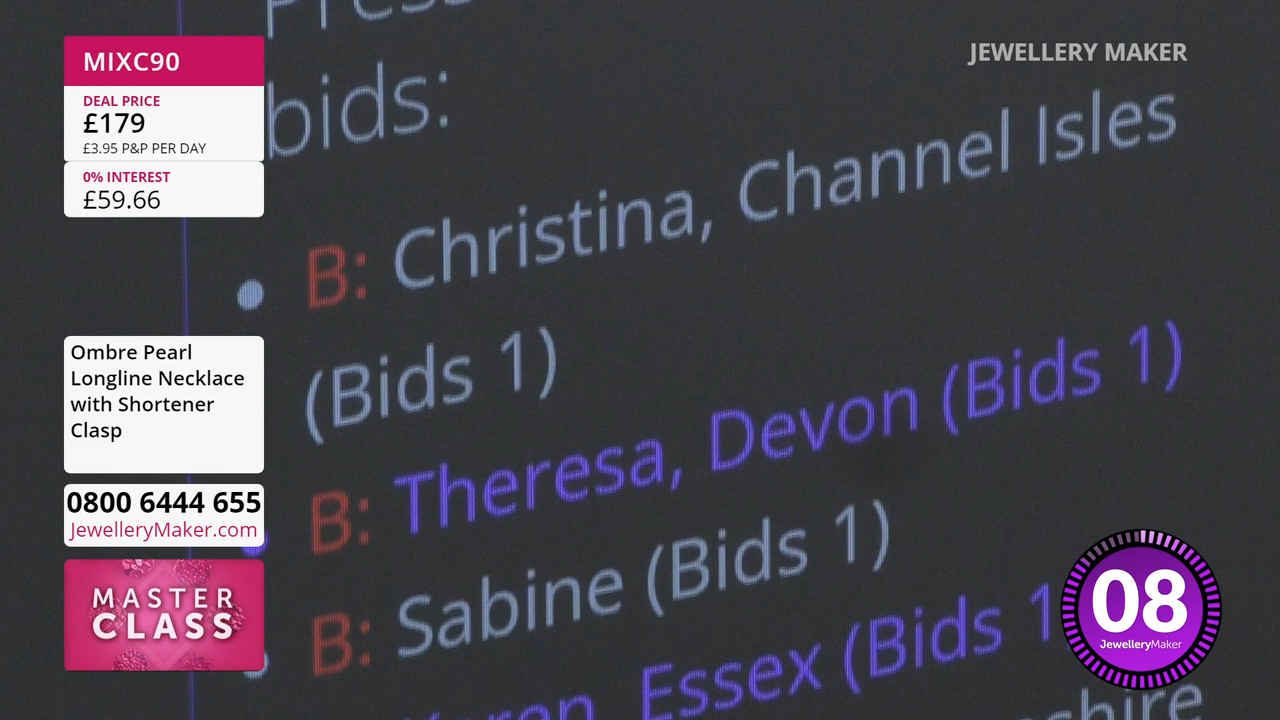 MIXC90
DEAL PRICE
£179
£3.95 P&P PER DAY
0% INTEREST
£59.66
Ombre Pearl
Longline Necklace
with Shortener
Clasp
0800 6444 655
JewelleryMaker.com
MASTER
CLASS
JEWELLERY MAKER
bids:
B: Christina, Channel Isles
(Bids 1)
B: Theresa, Devon (Bids 1)
B: Sabine (Bids 1)
Essex (Bids 1
08
JewelleryMaker